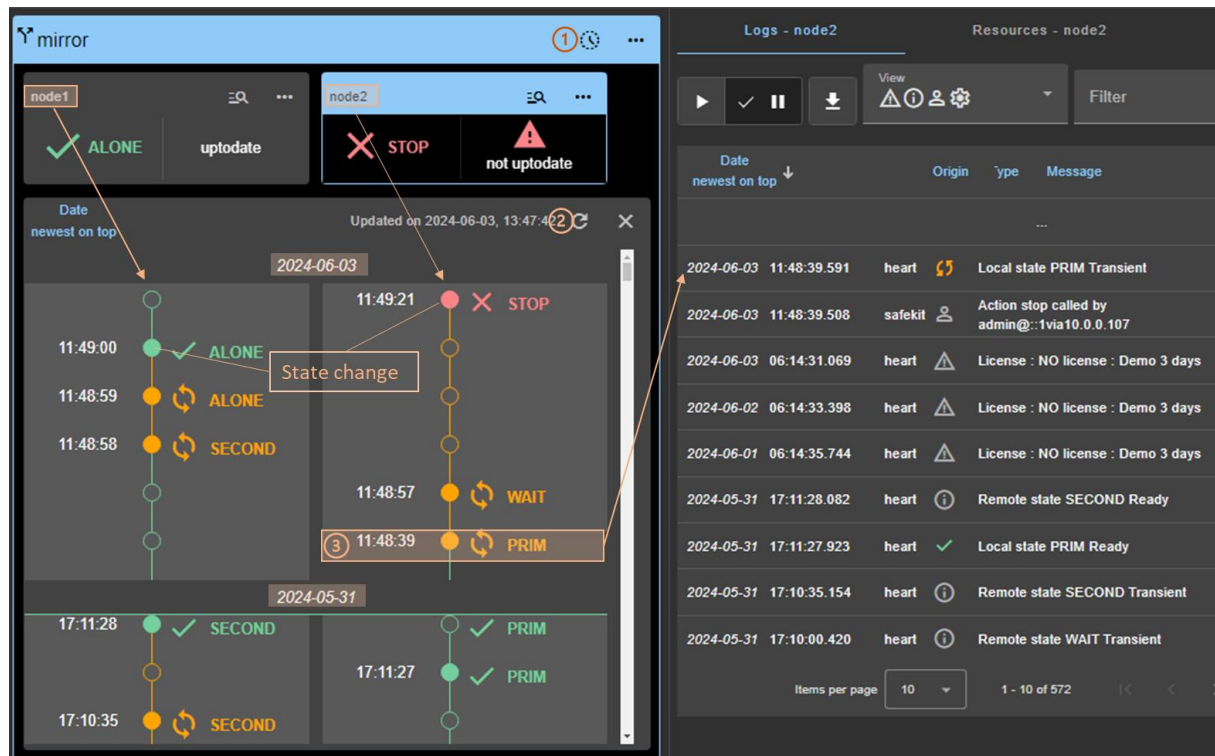 mirror
1
...
node1
...
ALONE
uptodate
node2
...
STOP
not uptodate
Date
newest on top
Updated on 2024-06-03, 13:47:42
2
2024-06-03
11:49:21
STOP
11:49:00
ALONE
State change
11:48:59
ALONE
11:48:58
SECOND
11:48:57
WAIT
3
11:48:39
PRIM
2024-05-31
17:11:28
SECOND
PRIM
17:11:27
PRIM
17:10:35
SECOND
Logs - node2
Resources - node2
View
Filter
Date
newest on top
Origin
Type
Message
...
2024-06-03 11:48:39.591 heart Local state PRIM Transient
2024-06-03 11:48:39.508 safekit Action stop called by
admin@::1via10.0.0.107
2024-06-03 06:14:31.069 heart License : NO license : Demo 3 days
2024-06-02 06:14:33.398 heart License : NO license : Demo 3 days
2024-06-01 06:14:35.744 heart License : NO license : Demo 3 days
2024-05-31 17:11:28.082 heart Remote state SECOND Ready
2024-05-31 17:11:27.923 heart Local state PRIM Ready
2024-05-31 17:10:35.154 heart Remote state SECOND Transient
2024-05-31 17:10:00.420 heart Remote state WAIT Transient
Items per page
10
1 - 10 of 572